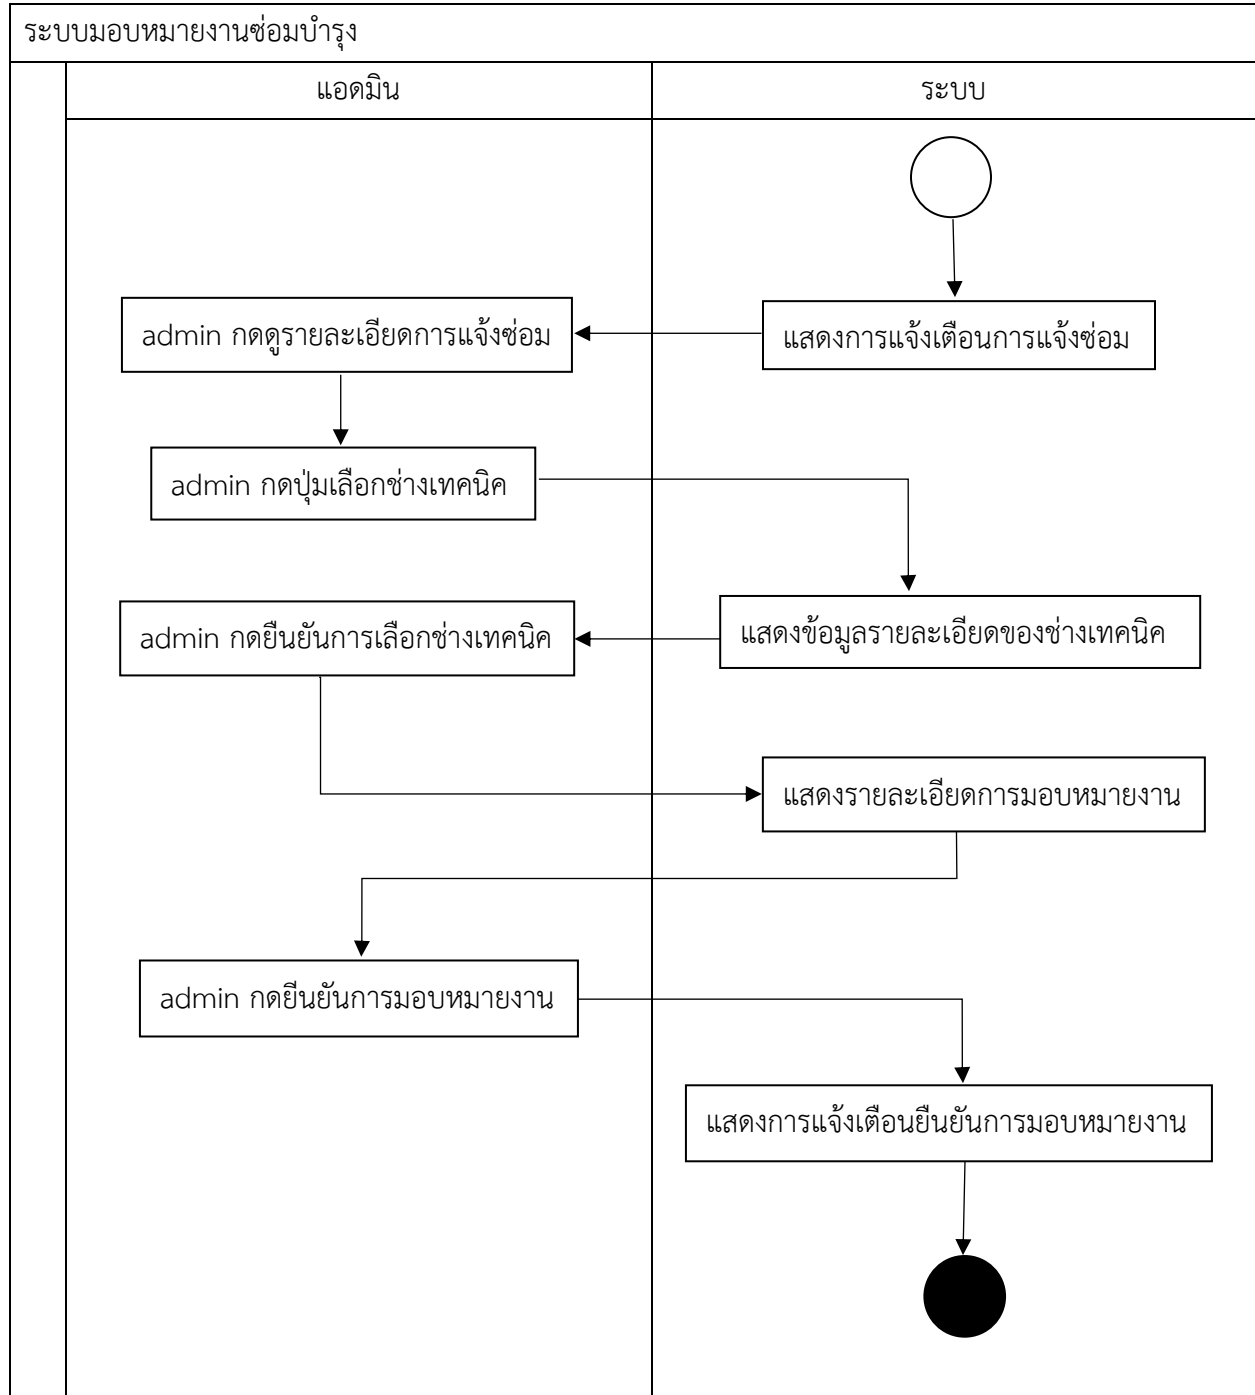 ระบบมอบหมายงานซ่อมบำรุง
แอดมิน
ระบบ
แสดงการแจ้งเตือนการแจ้งซ่อม
admin กดดูรายละเอียดการแจ้งซ่อม
admin กดปุ่มเลือกช่างเทคนิค
แสดงข้อมูลรายละเอียดของช่างเทคนิค
admin กดยืนยันการเลือกช่างเทคนิค
แสดงรายละเอียดการมอบหมายงาน
admin กดยืนยันการมอบหมายงาน
แสดงการแจ้งเตือนยืนยันการมอบหมายงาน